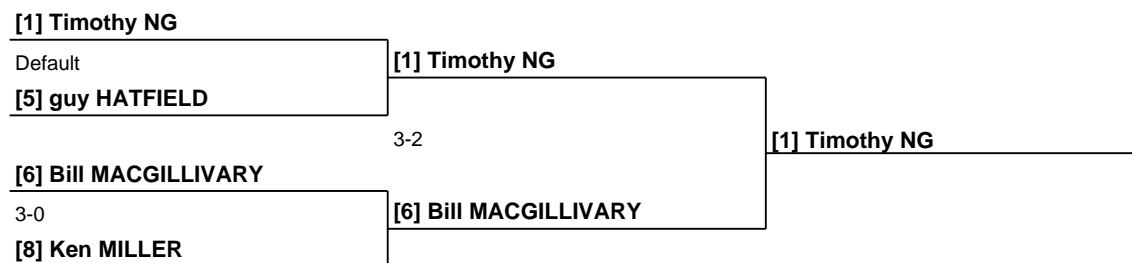 [1] Timothy NG
Default
[1] Timothy NG
[5] guy HATFIELD
3-2
[1] Timothy NG
[6] Bill MACGILLIVARY
3-0
[6] Bill MACGILLIVARY
[8] Ken MILLER